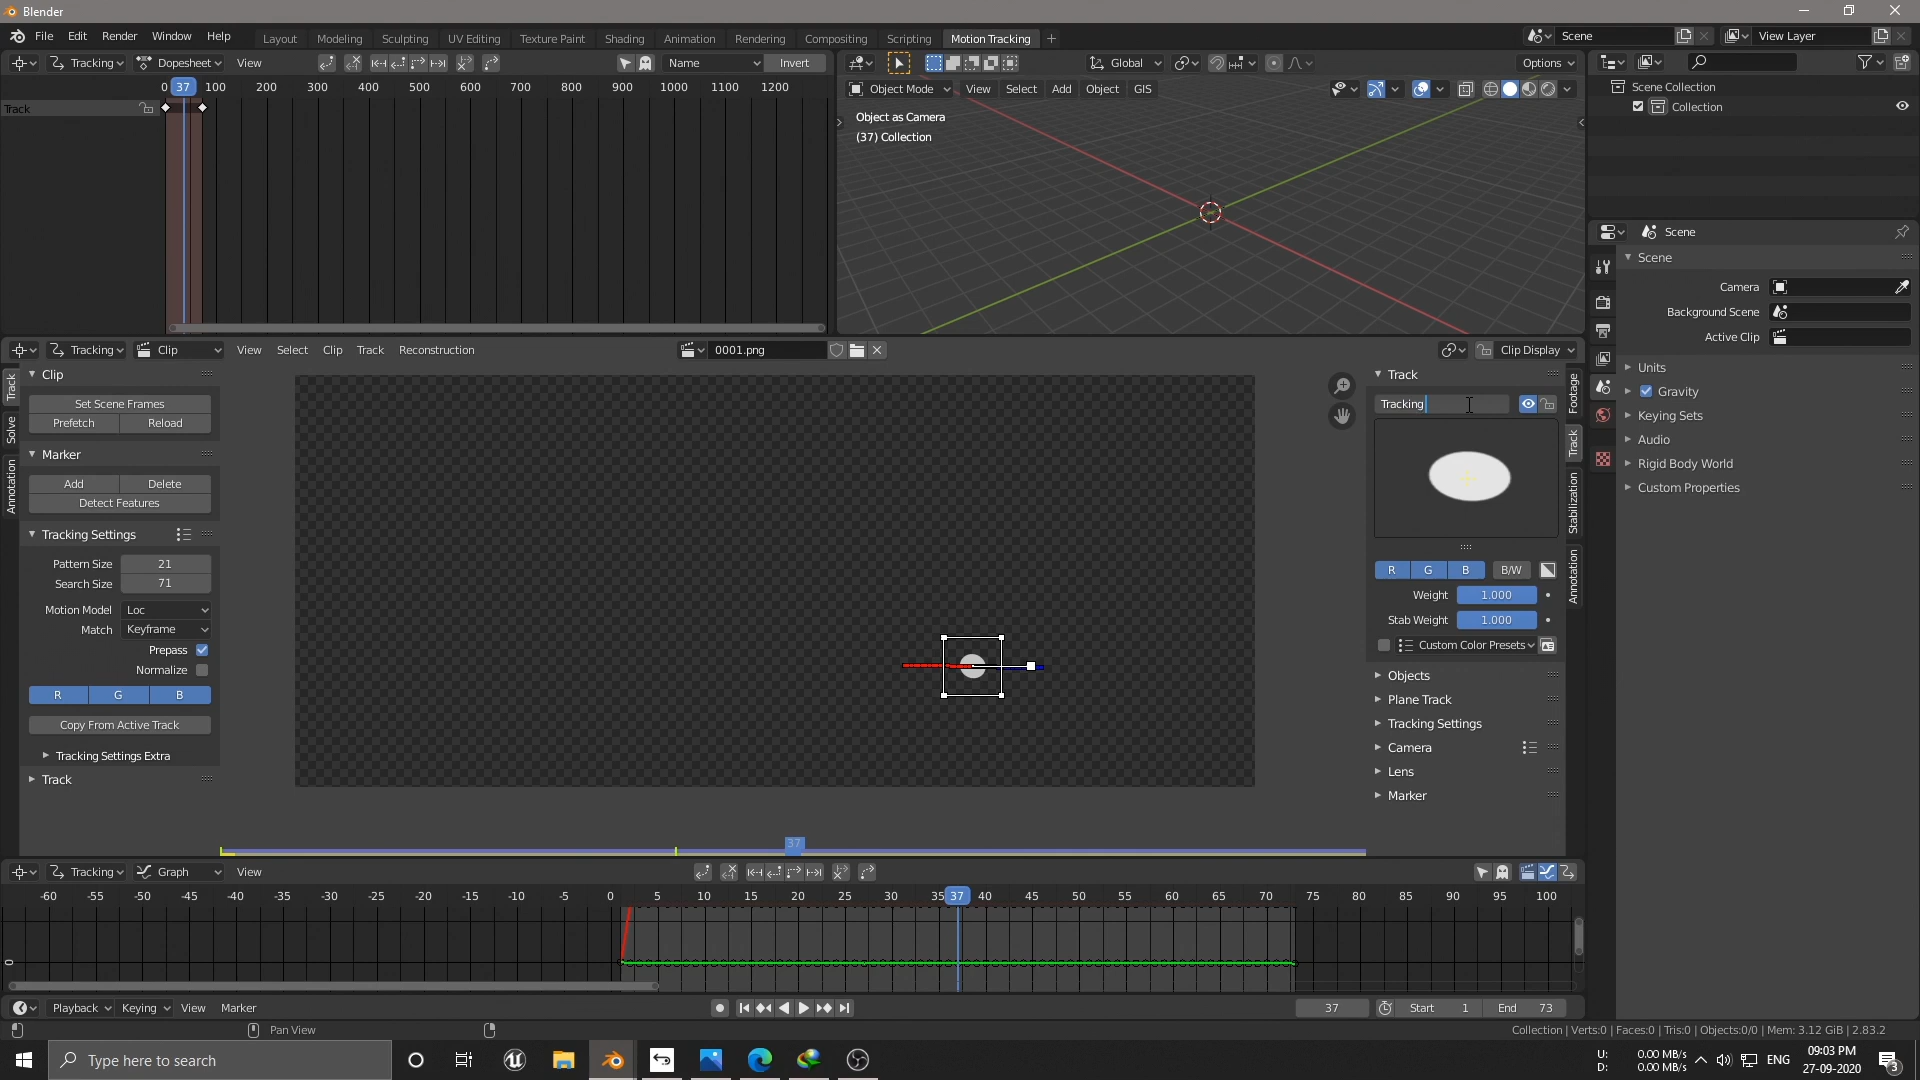 Blender
File Edit Render Window Help
Layout Modeling Sculpting UV Editing Texture Paint Shading Animation Rendering Compositing Scripting Motion Tracking +
Scene View Layer
Tracking Dopesheet View Name Invert
0 37 100 200 300 400 500 600 700 800 900 1000 1100 1200
Track
Global Options
Object Mode View Select Add Object GIS
Object as Camera
(37) Collection
Scene Collection
Collection
Scene
Scene
Camera
Background Scene
Active Clip
Units
Gravity
Keying Sets
Audio
Rigid Body World
Custom Properties
Tracking Clip View Select Clip Track Reconstruction 0001.png Clip Display
Track
Solve
Annotation
Clip
Set Scene Frames
Prefetch Reload
Marker
Add Delete
Detect Features
Tracking Settings
Pattern Size 21
Search Size 71
Motion Model Loc
Match Keyframe
Prepass
Normalize
R G B
Copy From Active Track
Tracking Settings Extra
Track
Track
Tracking
R G B B/W
Weight 1.000
Stab Weight 1.000
Custom Color Presets
Objects
Plane Track
Tracking Settings
Camera
Lens
Marker
Footage
Track
Stabilization
Annotation
37
Tracking Graph View
-60 -55 -50 -45 -40 -35 -30 -25 -20 -15 -10 -5 0 5 10 15 20 25 30 35 37 40 45 50 55 60 65 70 75 80 85 90 95 100
0
Playback Keying View Marker 37 Start 1 End 73
Pan View Collection | Verts:0 | Faces:0 | Tris:0 | Objects:0/0 | Mem: 3.12 GiB | 2.83.2
Type here to search
U: 0.00 MB/s
D: 0.00 MB/s
ENG
09:03 PM
27-09-2020
3